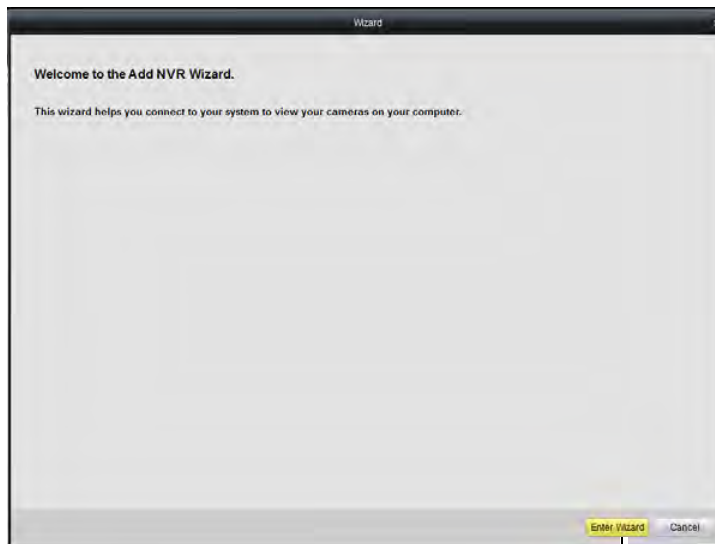 Wizard
Welcome to the Add NVR Wizard.
This wizard helps you connect to your system to view your cameras on your computer.
Enter Wizard
Cancel